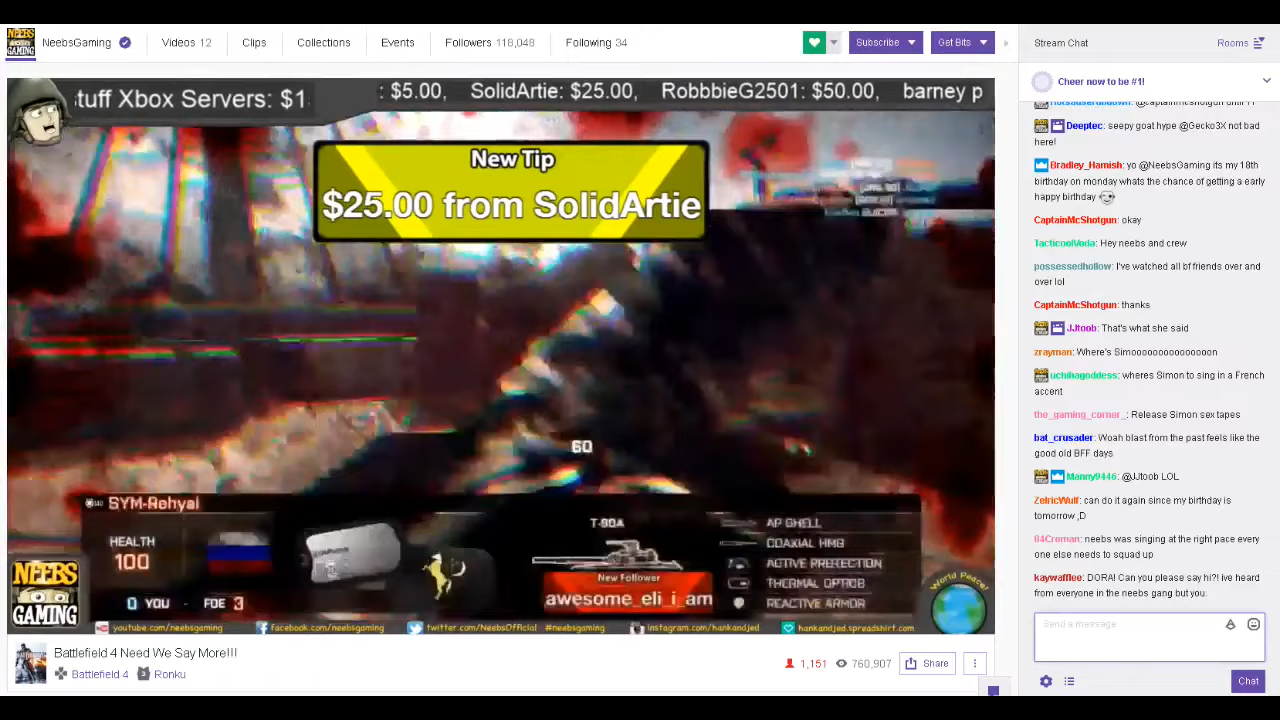 NeebsGaming
Videos 12
Clips
Collections
Events
Followers 118,048
Following 34
Subscribe
Get Bits
Stream Chat
Rooms
Cheer now to be #1!
tuff Xbox Servers: $1
: $5.00, SolidArtie: $25.00, RobbbieG2501: $50.00, barney p
New Tip
$25.00 from SolidArtie
60
SYM-Rehyal
HEALTH
100
0 YOU - FOE 3
T-90A
AP SHELL
COAXIAL HMG
ACTIVE PROTECTION
THERMAL OPTICS
REACTIVE ARMOR
New Follower
awesome_eli_i_am
NEEBS
GAMING
World Peace!
youtube.com/neebsgaming
facebook.com/neebsgaming
twitter.com/NeebsOfficial #neebsgaming
instagram.com/hankandjed
hankandjed.spreadshirt.com
Battlefield 4 Need We Say More!!!
Battlefield 4
Ronku
1,151
760,907
Share
Deeptec: seepy goat hype @Gecko3X not bad
here!
Bradley_Hamish: yo @NeebsGaming its my 18th
birthday on monday whats the chance of getting a early
happy birthday
CaptainMcShotgun: okay
TacticoolVoda: Hey neebs and crew
possessedhollow: I've watched all bf friends over and
over lol
CaptainMcShotgun: thanks
JJtoob: That's what she said
zrayman: Where's Simoooooooooooooon
uchihagoddess: wheres Simon to sing in a French
accent
the_gaming_corner_: Release Simon sex tapes
bat_crusader: Woah blast from the past feels like the
good old BFF days
Manny9446: @JJtoob LOL
ZelricWulf: can do it again since my birthday is
tomorrow ;D
84Croman: neebs was singing at the right pace every
one else needs to squad up
kaywafflee: DORA! Can you please say hi?! Ive heard
from everyone in the neebs gang but you.
Send a message
Chat